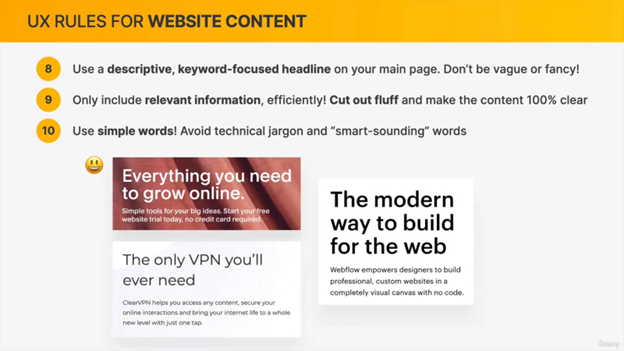 UX RULES FOR WEBSITE CONTENT
8 Use a descriptive, keyword-focused headline on your main page. Don't be vague or fancy!
9 Only include relevant information, efficiently! Cut out fluff and make the content 100% clear
10 Use simple words! Avoid technical jargon and "smart-sounding" words
Everything you need
to grow online.
Simple tools for your big ideas. Start your free
website trial today, no credit card required.
The only VPN you'll
ever need
ClearVPN helps you access any content, secure your
online interactions and bring your internet life to a whole
new level with just one tap.
The modern
way to build
for the web
Webflow empowers designers to build
professional, custom websites in a
completely visual canvas with no code.
Udemy